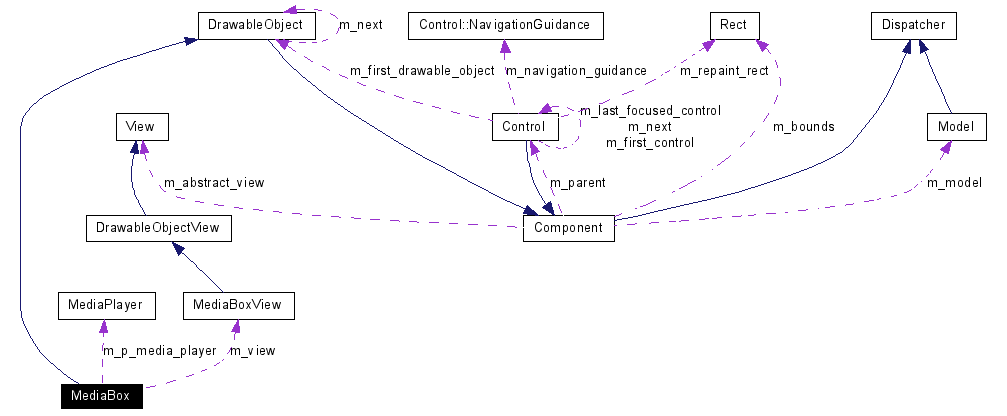 DrawableObject
m_next
Control::NavigationGuidance
Rect
Dispatcher
m_first_drawable_object
m_navigation_guidance
m_repaint_rect
View
Control
m_last_focused_control
m_next
m_first_control
m_bounds
Model
m_abstract_view
m_parent
m_model
DrawableObjectView
Component
MediaPlayer
MediaBoxView
m_p_media_player
m_view
MediaBox